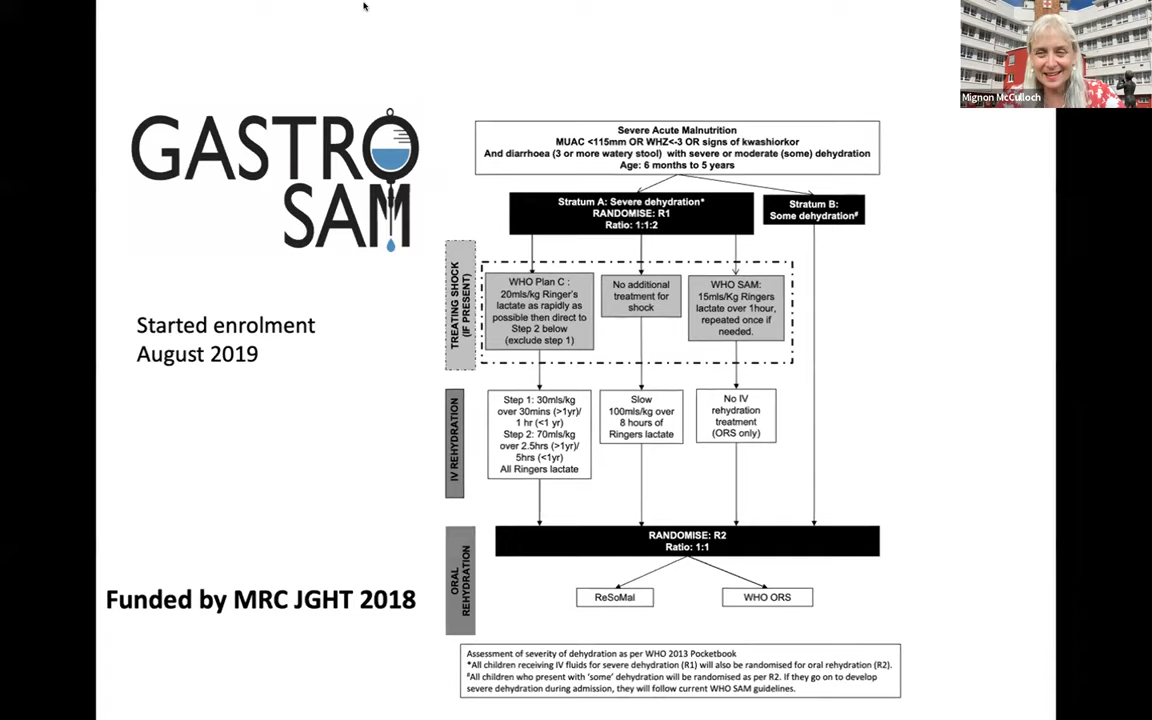 Mignon McCulloch
GASTRO
SAM
Started enrolment
August 2019
Funded by MRC JGHT 2018
Severe Acute Malnutrition
MUAC <115mm OR WHZ<-3 OR signs of kwashiorkor
And diarrhoea (3 or more watery stool) with severe or moderate (some) dehydration
Age: 6 months to 5 years
Stratum A: Severe dehydration*
RANDOMISE: R1
Ratio: 1:1:2
Stratum B:
Some dehydration#
TREATING SHOCK
(IF PRESENT)
WHO Plan C :
20mls/kg Ringer's
lactate as rapidly as
possible then direct to
Step 2 below
(exclude step 1)
No additional
treatment for
shock
WHO SAM:
15mls/Kg Ringers
lactate over 1hour,
repeated once if
needed.
IV REHYDRATION
Step 1: 30mls/kg
over 30mins (>1yr)/
1 hr (<1 yr)
Step 2: 70mls/kg
over 2.5hrs (>1yr)/
5hrs (<1yr)
All Ringers lactate
Slow
100mls/kg over
8 hours of
Ringers lactate
No IV
rehydration
treatment
(ORS only)
RANDOMISE: R2
Ratio: 1:1
ORAL
REHYDRATION
ReSoMal
WHO ORS
Assessment of severity of dehydration as per WHO 2013 Pocketbook
*All children receiving IV fluids for severe dehydration (R1) will also be randomised for oral rehydration (R2).
#All children who present with 'some' dehydration will be randomised as per R2. If they go on to develop
severe dehydration during admission, they will follow current WHO SAM guidelines.